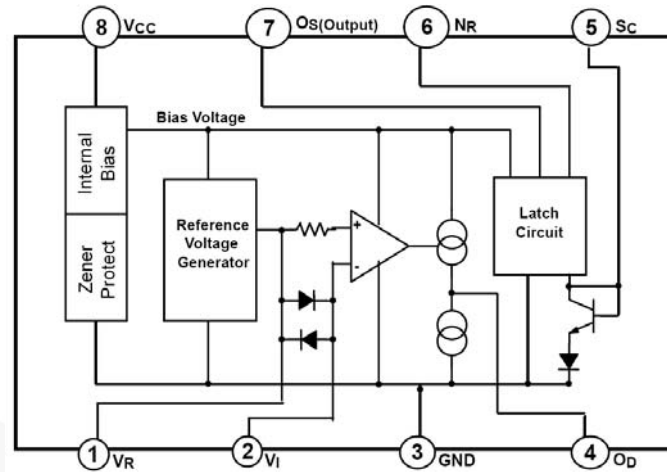 8 VCC
7 OS(Output)
6 NR
5 SC
Bias Voltage
Internal Bias
Zener Protect
Reference
Voltage
Generator
+
-
Latch
Circuit
1 VR
2 VI
3 GND
4 OD